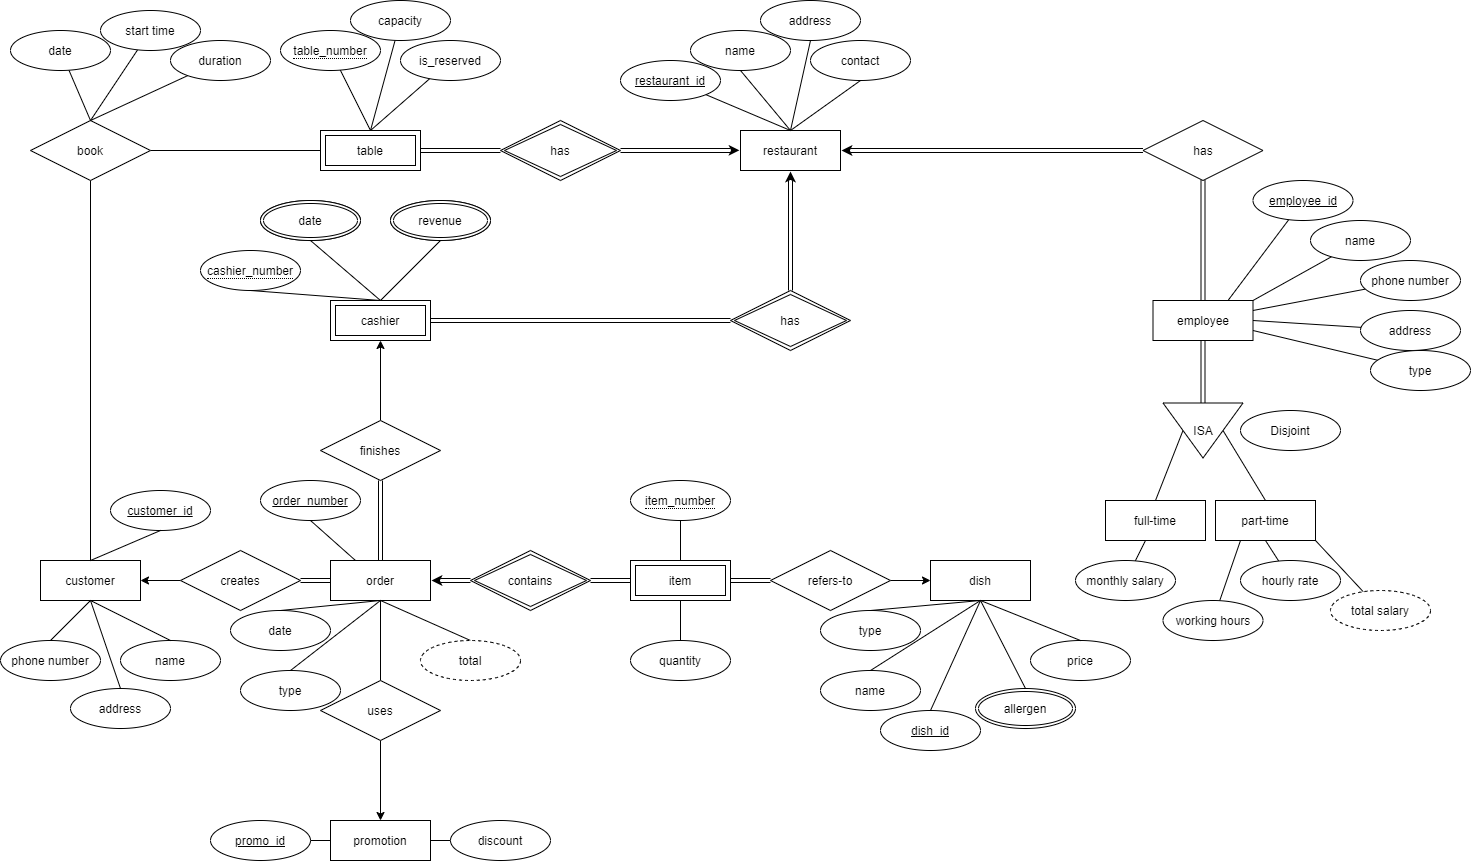 start time
date
duration
capacity
table_number
is_reserved
address
name
contact
restaurant_id
book
table
has
restaurant
has
date
revenue
cashier_number
cashier
has
employee_id
name
phone number
employee
address
type
ISA
Disjoint
finishes
customer_id
order_number
item_number
full-time
part-time
customer
creates
order
contains
item
refers-to
dish
monthly salary
hourly rate
working hours
total salary
phone number
name
address
date
type
total
quantity
type
name
dish_id
allergen
price
uses
promo_id
promotion
discount